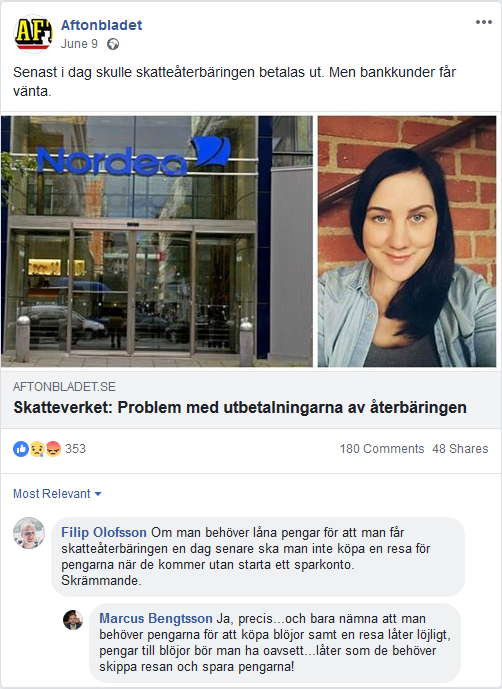 AF
Aftonbladet
June 9
Senast i dag skulle skatteåterbäringen betalas ut. Men bankkunder får
vänta.
Nordea
AFTONBLADET.SE
Skatteverket: Problem med utbetalningarna av återbäringen
353
180 Comments 48 Shares
Most Relevant
Filip Olofsson Om man behöver låna pengar för att man får
skatteåterbäringen en dag senare ska man inte köpa en resa för
pengarna när de kommer utan starta ett sparkonto.
Skrämmande.
Marcus Bengtsson Ja, precis...och bara nämna att man
behöver pengarna för att köpa blöjor samt en resa låter löjligt,
pengar till blöjor bör man ha oavsett...låter som de behöver
skippa resan och spara pengarna!